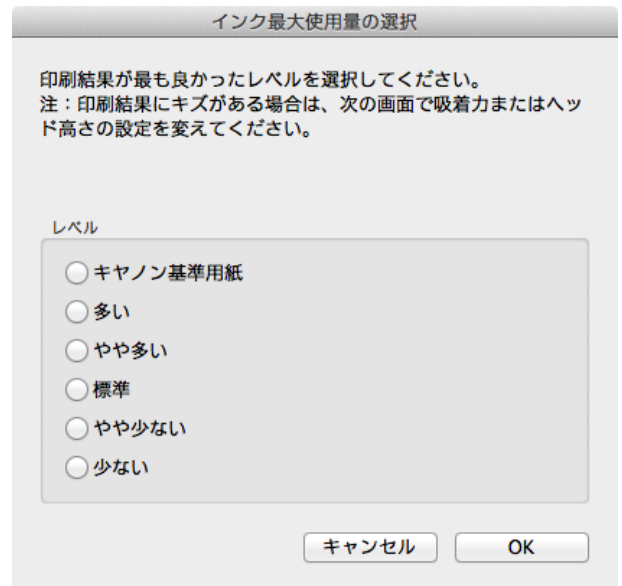 インク最大使用量の選択
印刷結果が最も良かったレベルを選択してください。
注：印刷結果にキズがある場合は、次の画面で吸着力またはヘッ
ド高さの設定を変えてください。
レベル
キヤノン基準用紙
多い
やや多い
標準
やや少ない
少ない
キャンセル
OK